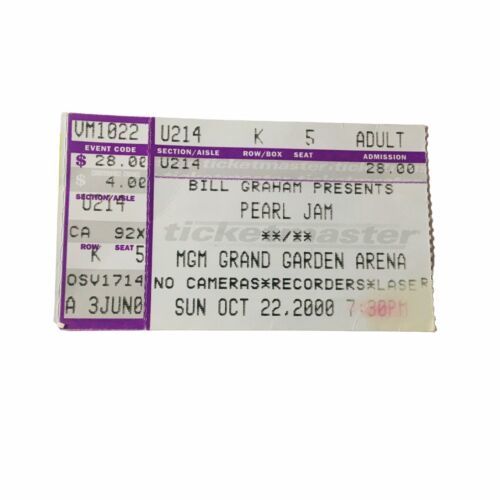 VM1022
EVENT CODE
$ 28.00
$ 4.00
SECTION/AISLE
U214
CA 92X
ROW SEAT
K 5
OSV1714
A 3JUN0
U214 K 5 ADULT
SECTION/AISLE ROW/BOX SEAT ADMISSION
U214 28.00
ticketmaster
BILL GRAHAM PRESENTS
PEARL JAM
ticketmaster
**/**
MGM GRAND GARDEN ARENA
NO CAMERAS*RECORDERS*LASER
SUN OCT 22,2000 7:30PM